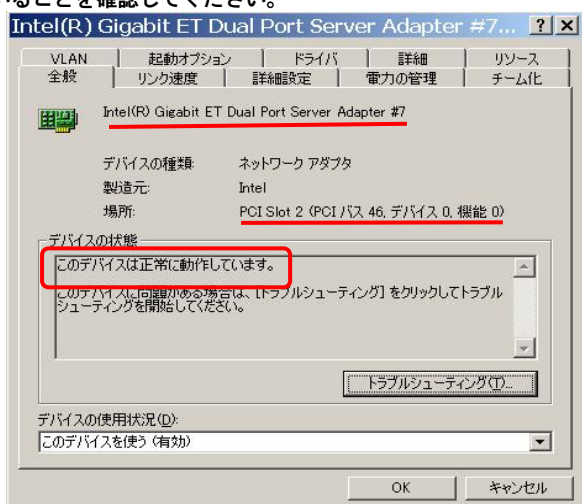 ることを確認してください。
Intel(R) Gigabit ET Dual Port Server Adapter #7... ? ×
VLAN 起動オプション ドライバ 詳細 リソース
全般 リンク速度 詳細設定 電力の管理 チーム化
Intel(R) Gigabit ET Dual Port Server Adapter #7
デバイスの種類: ネットワーク アダプタ
製造元: Intel
場所: PCI Slot 2 (PCI バス 46, デバイス 0, 機能 0)
デバイスの状態
このデバイスは正常に動作しています。
このデバイスに問題がある場合は、[トラブルシューティング] をクリックしてトラブル
シューティングを開始してください。
トラブルシューティング(T)...
デバイスの使用状況(D):
このデバイスを使う (有効)
OK キャンセル